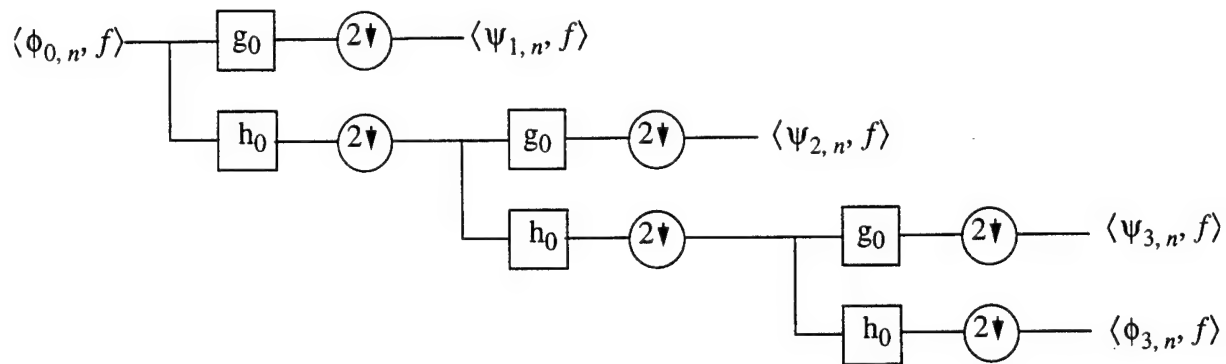 ⟨ϕ0, n, f⟩ g0 2 ⟨ψ1, n, f⟩
h0 2 g0 2 ⟨ψ2, n, f⟩
h0 2 g0 2 ⟨ψ3, n, f⟩
h0 2 ⟨ϕ3, n, f⟩